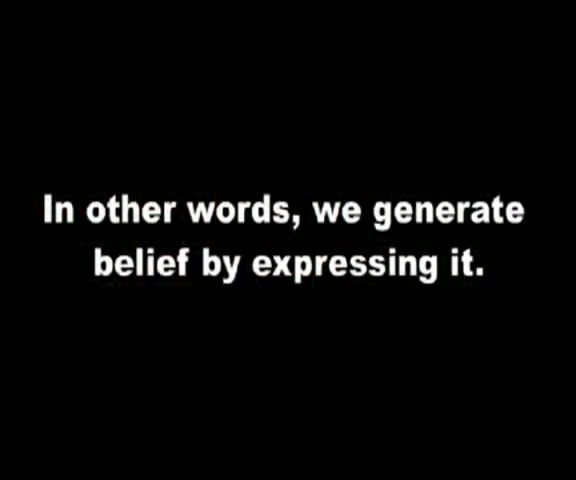 In other words, we generate
belief by expressing it.